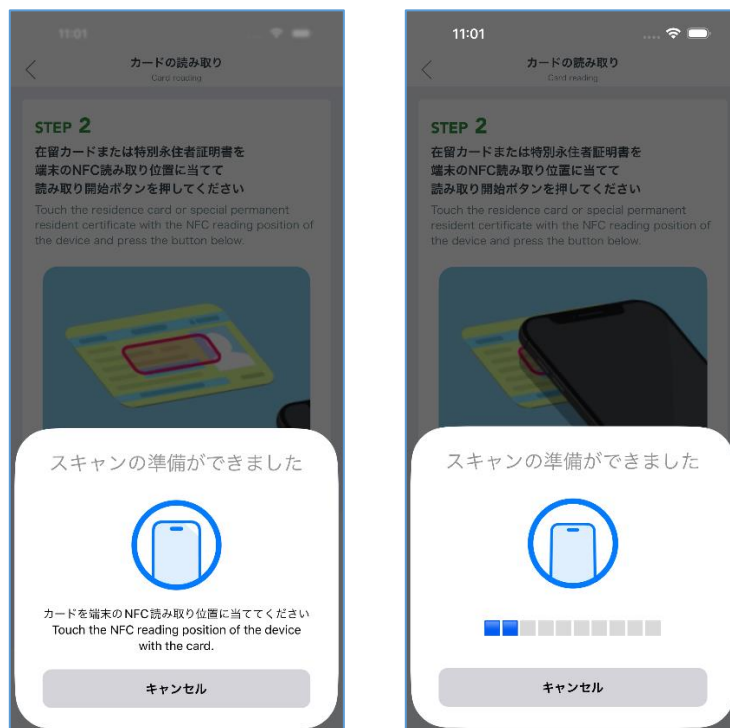 11:01
カードの読み取り
Card reading
STEP 2
在留カードまたは特別永住者証明書を
端末のNFC読み取り位置に当てて
読み取り開始ボタンを押してください
Touch the residence card or special permanent
resident certificate with the NFC reading position of
the device and press the button below.
スキャンの準備ができました
カードを端末のNFC読み取り位置に当ててください
Touch the NFC reading position of the device
with the card.
キャンセル
11:01
カードの読み取り
Card reading
STEP 2
在留カードまたは特別永住者証明書を
端末のNFC読み取り位置に当てて
読み取り開始ボタンを押してください
Touch the residence card or special permanent
resident certificate with the NFC reading position of
the device and press the button below.
スキャンの準備ができました
キャンセル